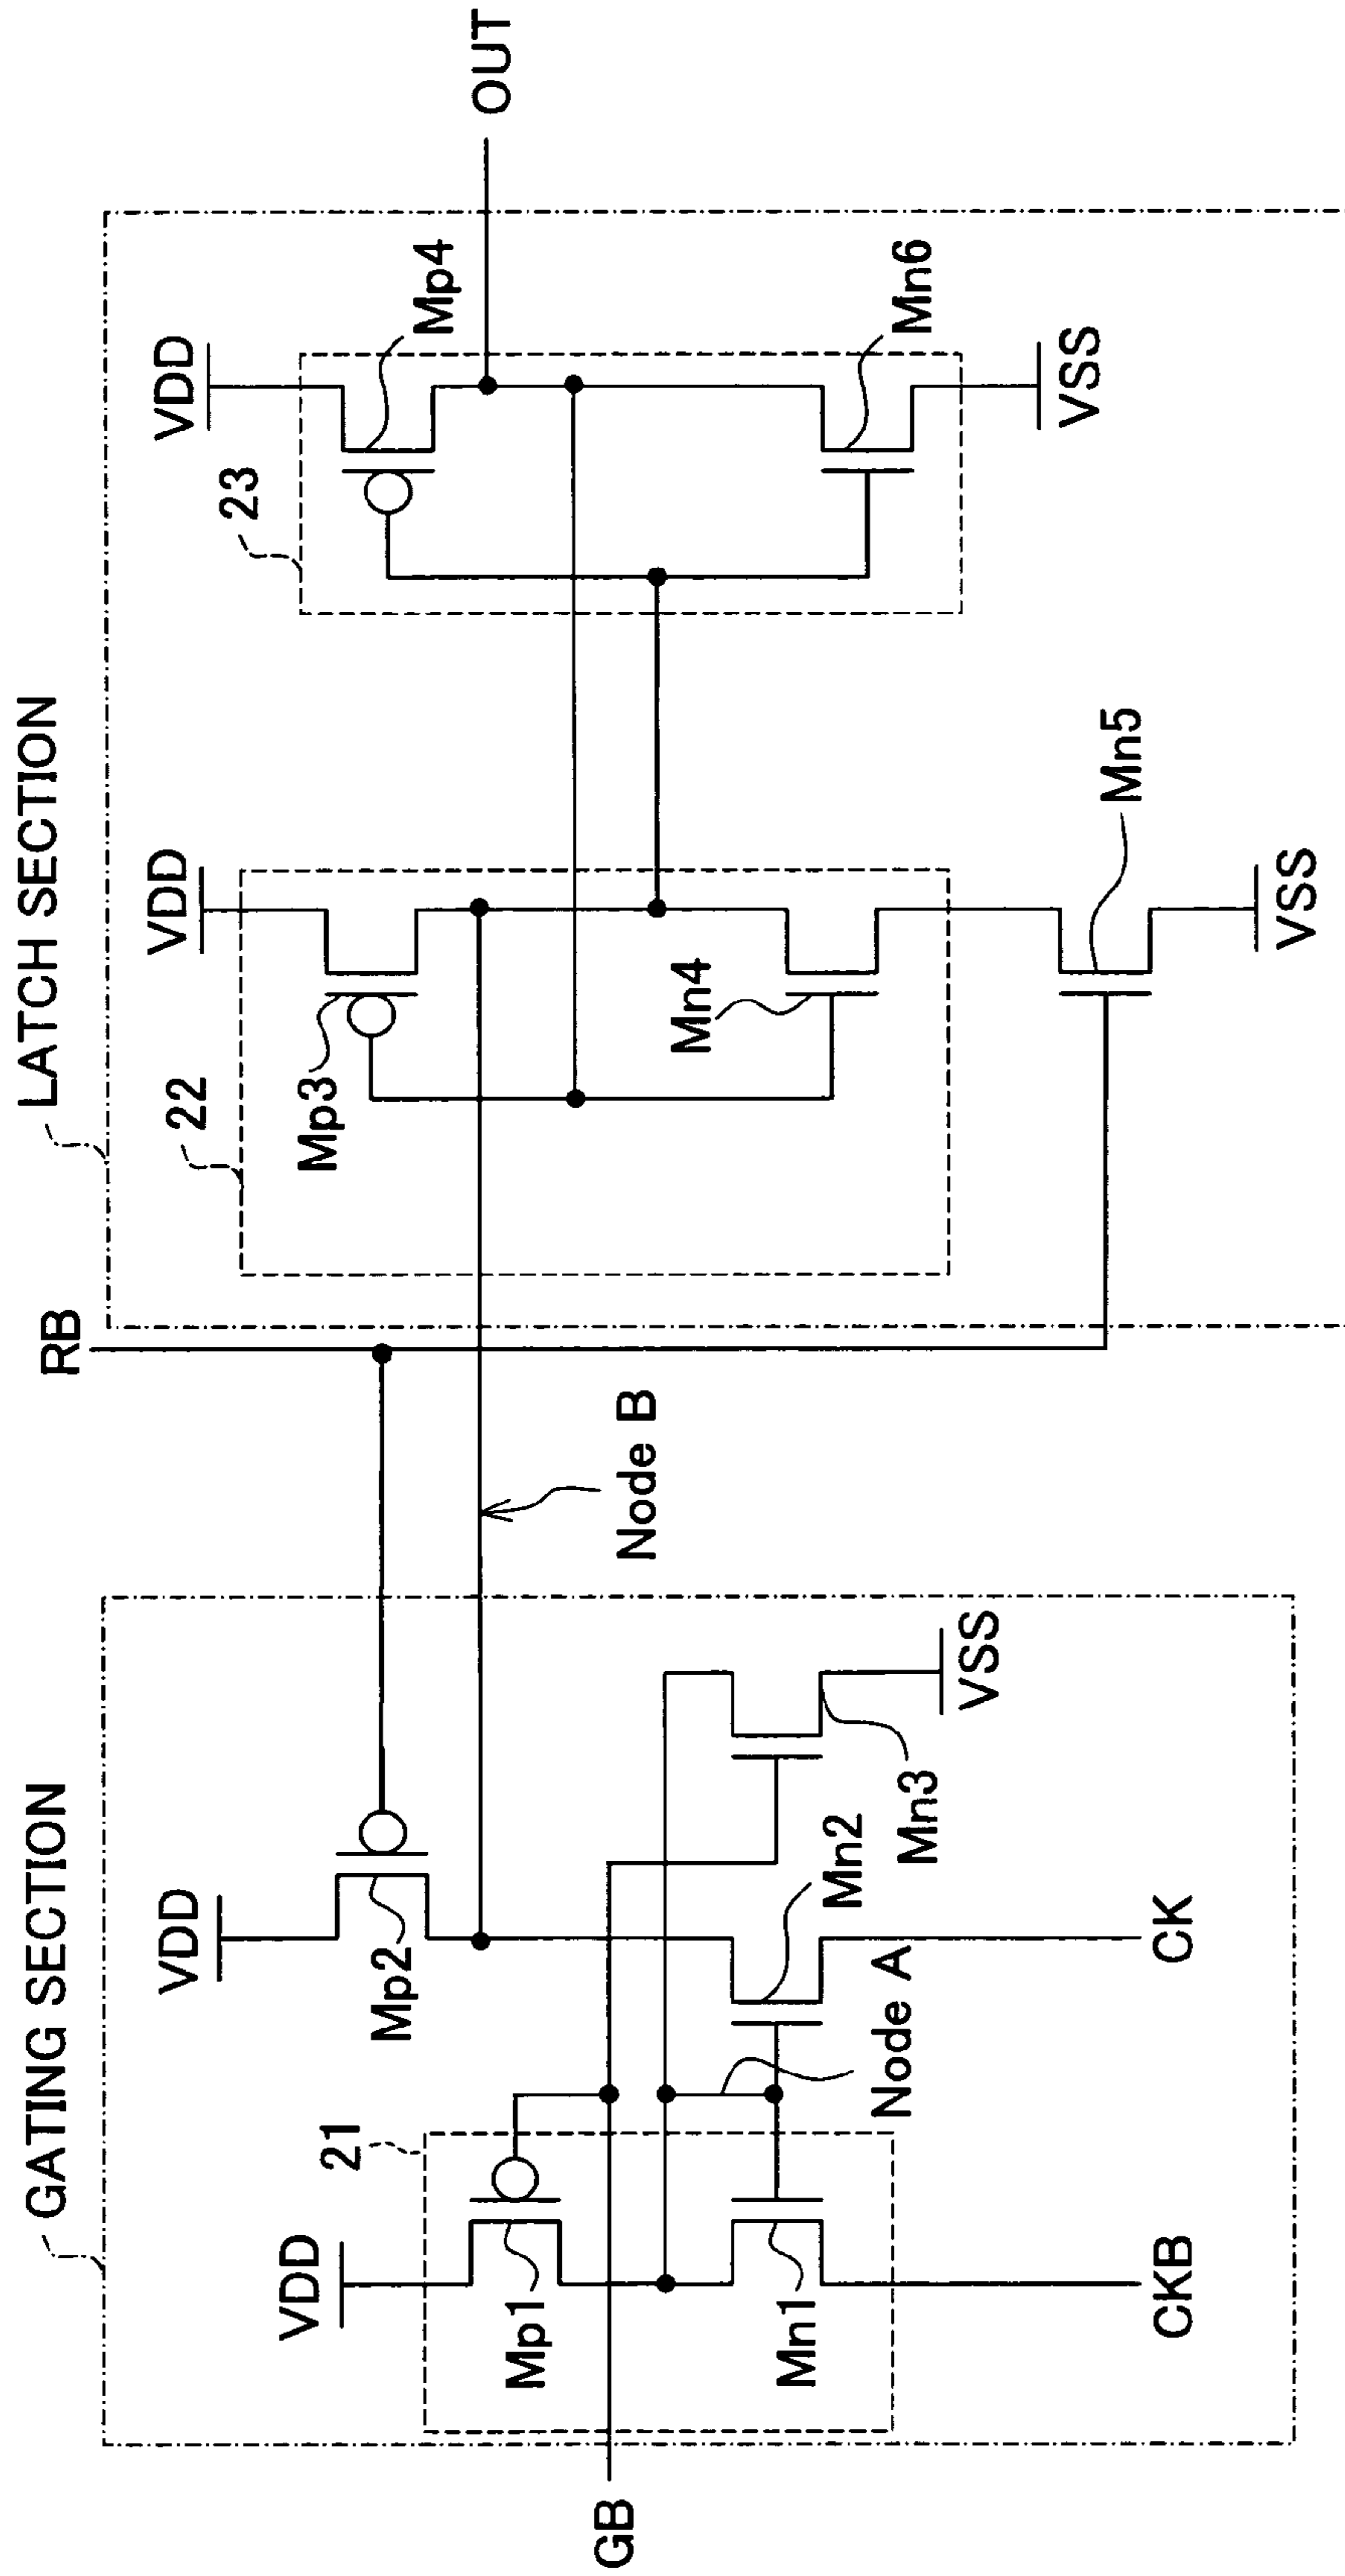 GATING SECTION
LATCH SECTION
RB
VDD
VDD
VDD
VDD
21
22
23
Mp1
Mp2
Mp3
Mp4
OUT
GB
Node B
Mn1
Node A
Mn2
Mn3
Mn4
Mn5
Mn6
VSS
VSS
VSS
CKB
CK